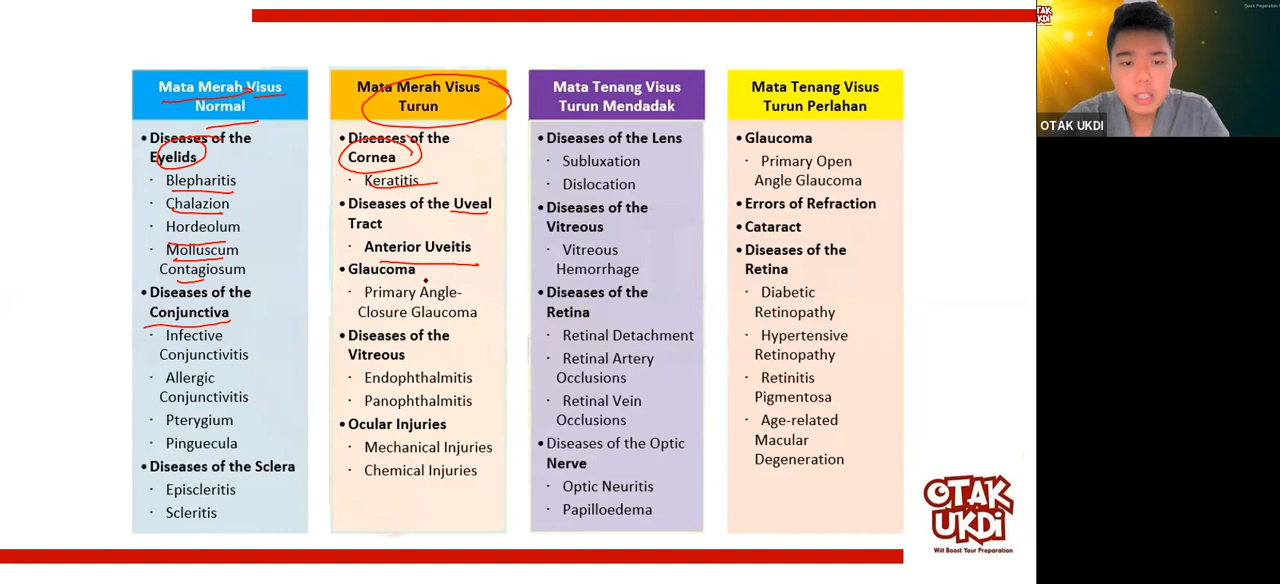 Mata Merah Visus
Normal
• Diseases of the
Eyelids
· Blepharitis
· Chalazion
· Hordeolum
· Molluscum
Contagiosum
• Diseases of the
Conjunctiva
· Infective
Conjunctivitis
· Allergic
Conjunctivitis
· Pterygium
· Pinguecula
• Diseases of the Sclera
· Episcleritis
· Scleritis
Mata Merah Visus
Turun
• Diseases of the
Cornea
· Keratitis
• Diseases of the Uveal
Tract
· Anterior Uveitis
• Glaucoma
· Primary Angle-
Closure Glaucoma
• Diseases of the
Vitreous
· Endophthalmitis
· Panophthalmitis
• Ocular Injuries
· Mechanical Injuries
· Chemical Injuries
Mata Tenang Visus
Turun Mendadak
• Diseases of the Lens
· Subluxation
· Dislocation
• Diseases of the
Vitreous
· Vitreous
Hemorrhage
• Diseases of the
Retina
· Retinal Detachment
· Retinal Artery
Occlusions
· Retinal Vein
Occlusions
• Diseases of the Optic
Nerve
· Optic Neuritis
· Papilloedema
Mata Tenang Visus
Turun Perlahan
• Glaucoma
· Primary Open
Angle Glaucoma
• Errors of Refraction
• Cataract
• Diseases of the
Retina
· Diabetic
Retinopathy
· Hypertensive
Retinopathy
· Retinitis
Pigmentosa
· Age-related
Macular
Degeneration
OTAK
UKDI
Quick Preparation
OTAK UKDI
OTAK
UKDi
Will Boost Your Preparation